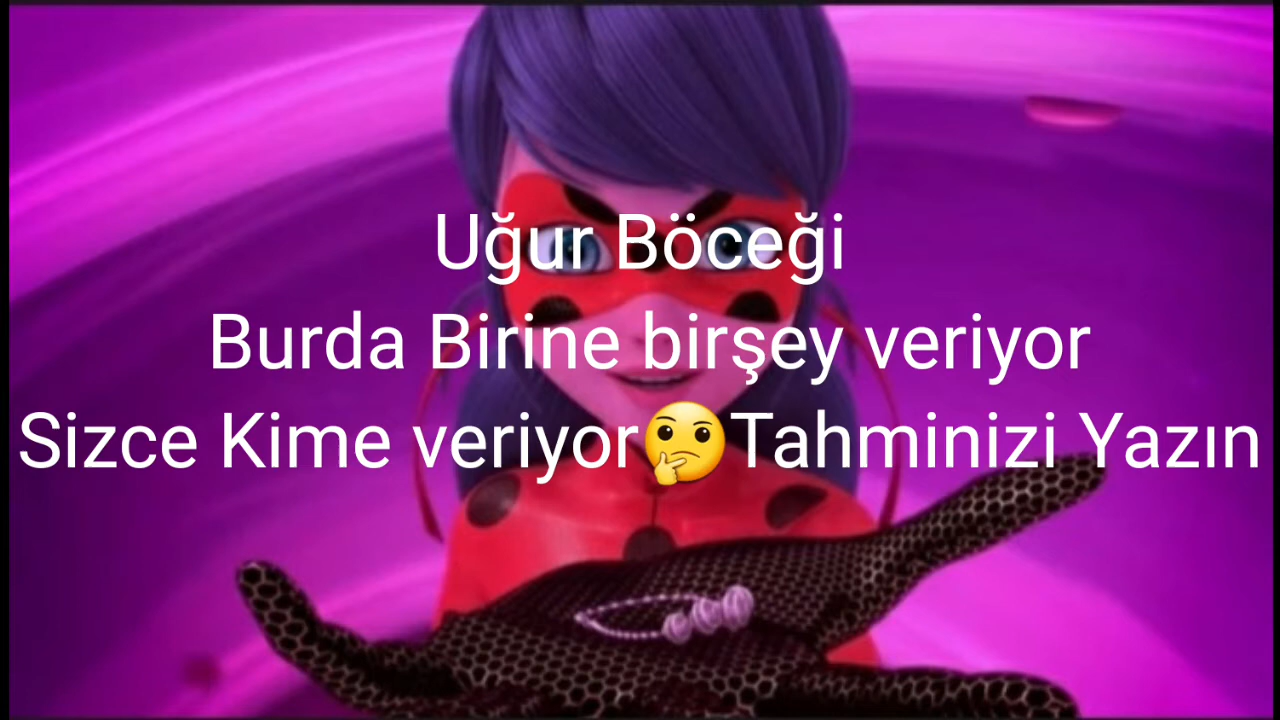 Uğur Böceği
Burda Birine birşey veriyor
Sizce Kime veriyor🤔Tahminizi Yazın